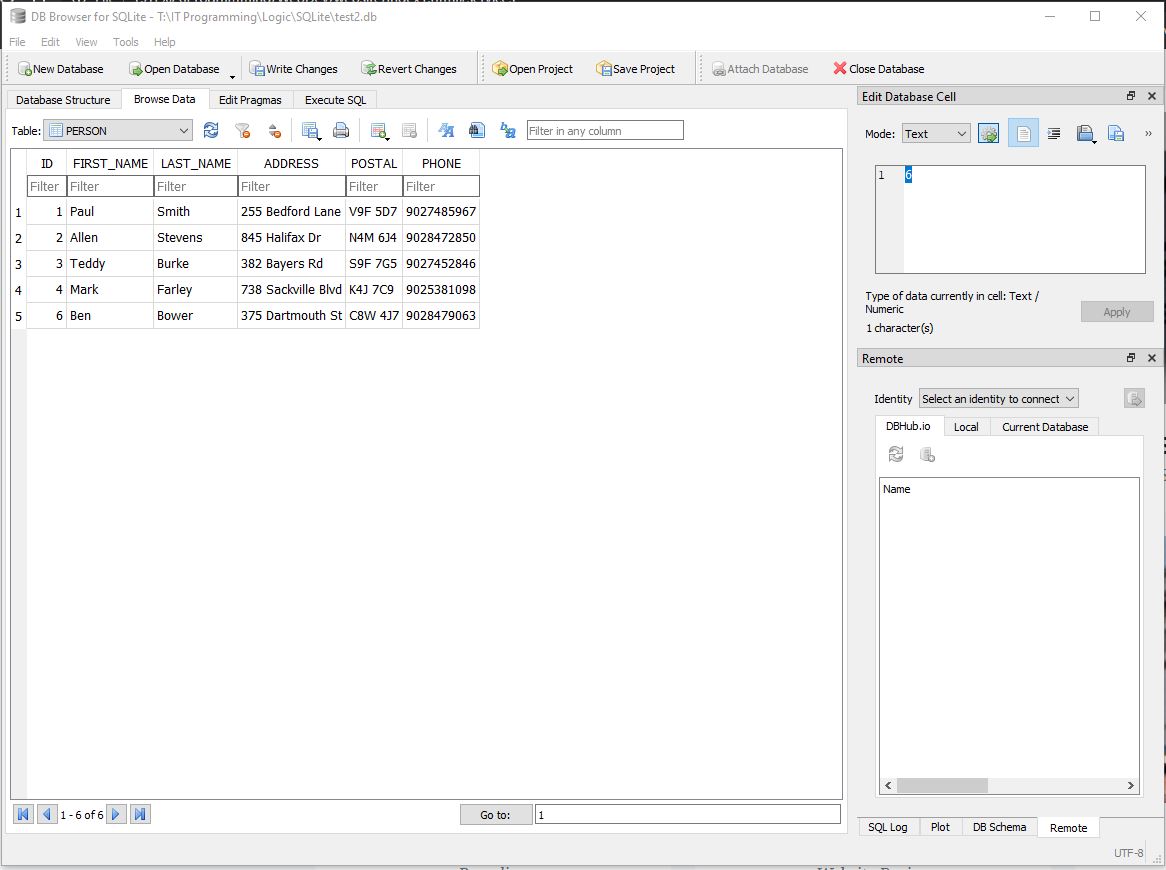 DB Browser for SQLite - T:\IT Programming\Logic\SQLite\test2.db
File Edit View Tools Help
New Database Open Database Write Changes Revert Changes Open Project Save Project Attach Database Close Database
Database Structure Browse Data Edit Pragmas Execute SQL
Table: PERSON Filter in any column
ID FIRST_NAME LAST_NAME ADDRESS POSTAL PHONE
Filter Filter Filter Filter Filter Filter
1 1 Paul Smith 255 Bedford Lane V9F 5D7 9027485967
2 2 Allen Stevens 845 Halifax Dr N4M 6J4 9028472850
3 3 Teddy Burke 382 Bayers Rd S9F 7G5 9027452846
4 4 Mark Farley 738 Sackville Blvd K4J 7C9 9025381098
5 6 Ben Bower 375 Dartmouth St C8W 4J7 9028479063
1 - 6 of 6 Go to: 1
Edit Database Cell
Mode: Text »
1 6
Type of data currently in cell: Text /
Numeric
1 character(s)
Apply
Remote
Identity Select an identity to connect
DBHub.io Local Current Database
Name
SQL Log Plot DB Schema Remote
UTF-8